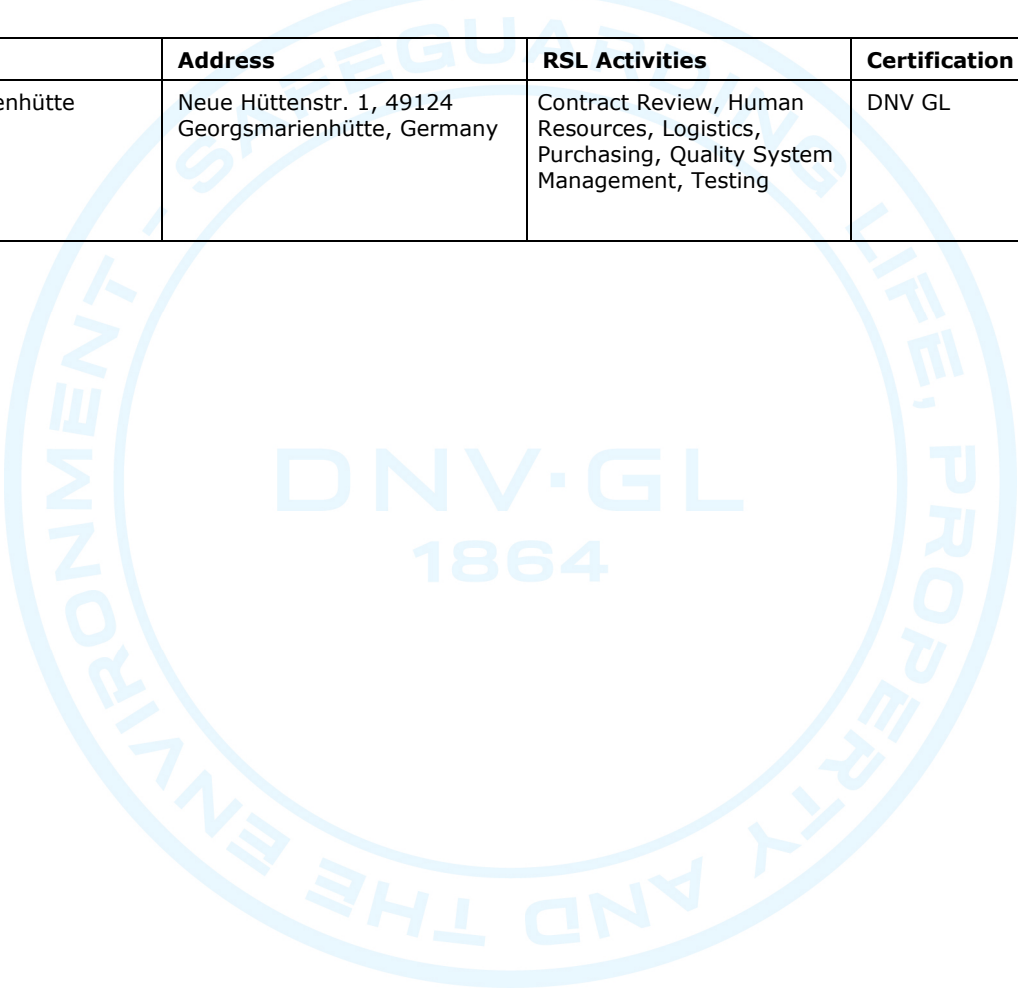 Address RSL Activities Certification
enhütte Neue Hüttenstr. 1, 49124 Contract Review, Human DNV GL
Georgsmarienhütte, Germany Resources, Logistics,
Purchasing, Quality System
Management, Testing
SAFEGUARDING LIFE, PROPERTY AND THE ENVIRONMENT -
DNV·GL
1864